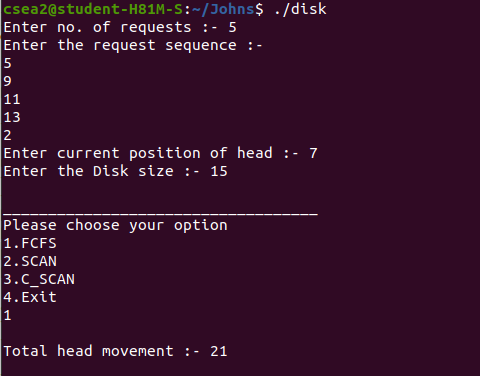 csea2@student-H81M-S:~/Johns$ ./disk
Enter no. of requests :- 5
Enter the request sequence :-
5
9
11
13
2
Enter current position of head :- 7
Enter the Disk size :- 15
___________________________________
Please choose your option
1.FCFS
2.SCAN
3.C_SCAN
4.Exit
1
Total head movement :- 21